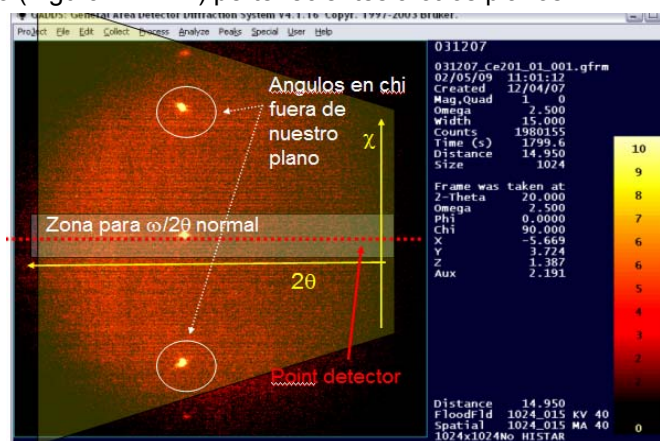 GADDS: General Area Detector Diffraction System V4.1.16 Copyr. 1997-2003 Bruker.
Project File Edit Collect Process Analyze Peaks Special User Help
Angulos en chi
fuera de
nuestro
plano
χ
Zona para ω/2θ normal
2θ
Point detector
031207
031207_Ce201_01_001.gfrm
02/05/09 11:01:12
Created 12/04/07
Mag.Quad 1 0
Omega 2.500
Width 15.000
Counts 1980155
Time (s) 1799.6
Distance 14.950
Size 1024
Frame was taken at
2-Theta 20.000
Omega 2.500
Phi 0.0000
Chi 90.000
X -5.669
Y 3.724
Z 1.387
Aux 2.191
Distance 14.950
FloodFld 1024_015 KV 40
Spatial 1024_015 MA 40
1024x1024No HISTAR
10
9
8
7
6
6
5
4
3
2
0